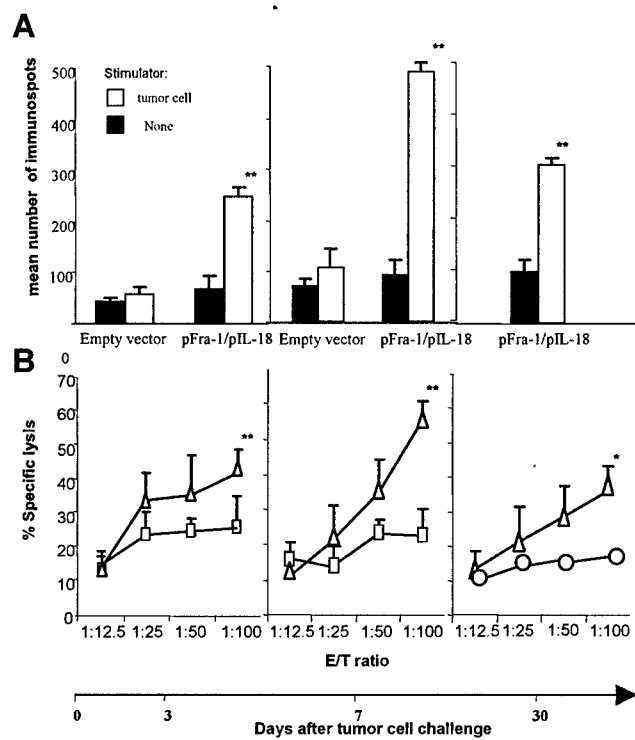 A
mean number of immunospots
500
400
300
200
100
0
Stimulator:
tumor cell
None
**
**
**
Empty vector pFra-1/pIL-18 Empty vector pFra-1/pIL-18 pFra-1/pIL-18
B
% Specific lysis
70
60
50
40
30
20
10
0
**
**
*
1:12.5 1:25 1:50 1:100 1:12.5 1:25 1:50 1:100 1:12.5 1:25 1:50 1:100
E/T ratio
0 3 7 30
Days after tumor cell challenge